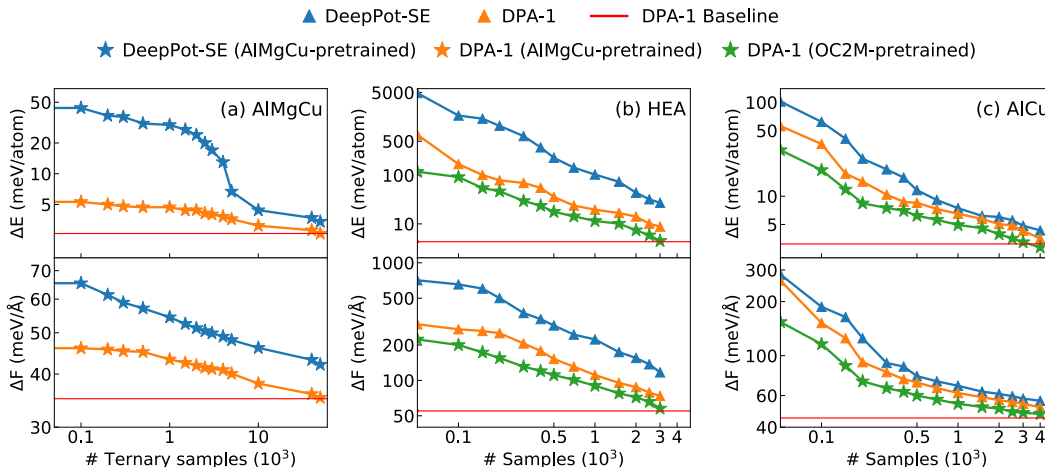 DeepPot-SE DPA-1 DPA-1 Baseline
DeepPot-SE (AlMgCu-pretrained) DPA-1 (AlMgCu-pretrained) DPA-1 (OC2M-pretrained)
(a) AlMgCu
ΔE (meV/atom)
50
20
10
5
ΔF (meV/Å)
70
60
50
40
30
0.1 1 10
# Ternary samples (10³)
(b) HEA
ΔE (meV/atom)
5000
500
100
10
ΔF (meV/Å)
1000
500
200
100
50
0.1 0.5 1 2 3 4
# Samples (10³)
(c) AlCu
ΔE (meV/atom)
100
50
10
5
ΔF (meV/Å)
300
200
100
60
40
0.1 0.5 1 2 3 4
# Samples (10³)